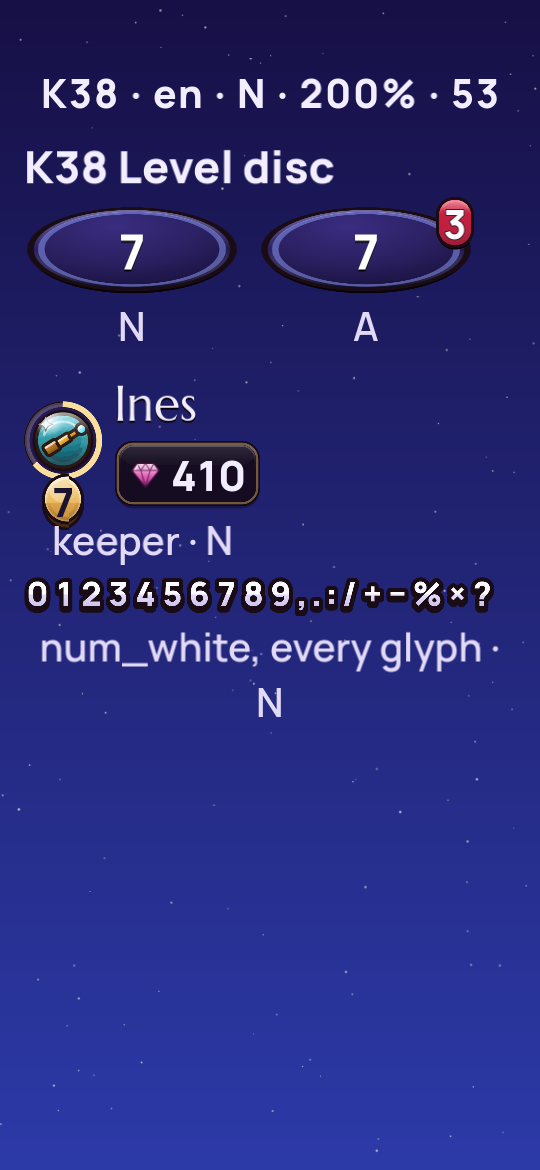 K38 · en · N · 200% · 53
K38 Level disc
7 7 3
N A
Ines
410
7
keeper · N
0123456789,.:/+−%×?
num_white, every glyph ·
N